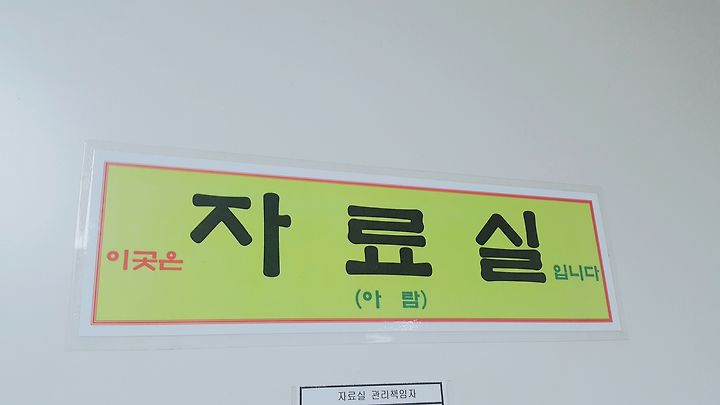 이곳은 자료실 입니다
(아 람)
자료실 관리책임자